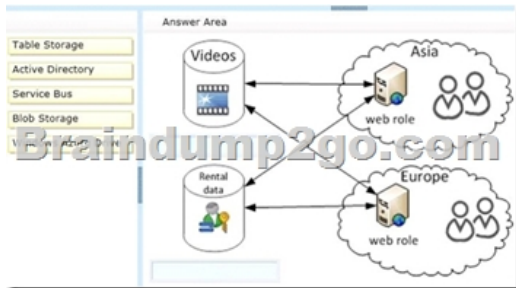 Answer Area
Table Storage
Active Directory
Service Bus
Blob Storage
Braindump2go.com
Videos
Asia
web role
Rental
data
Europe
web role